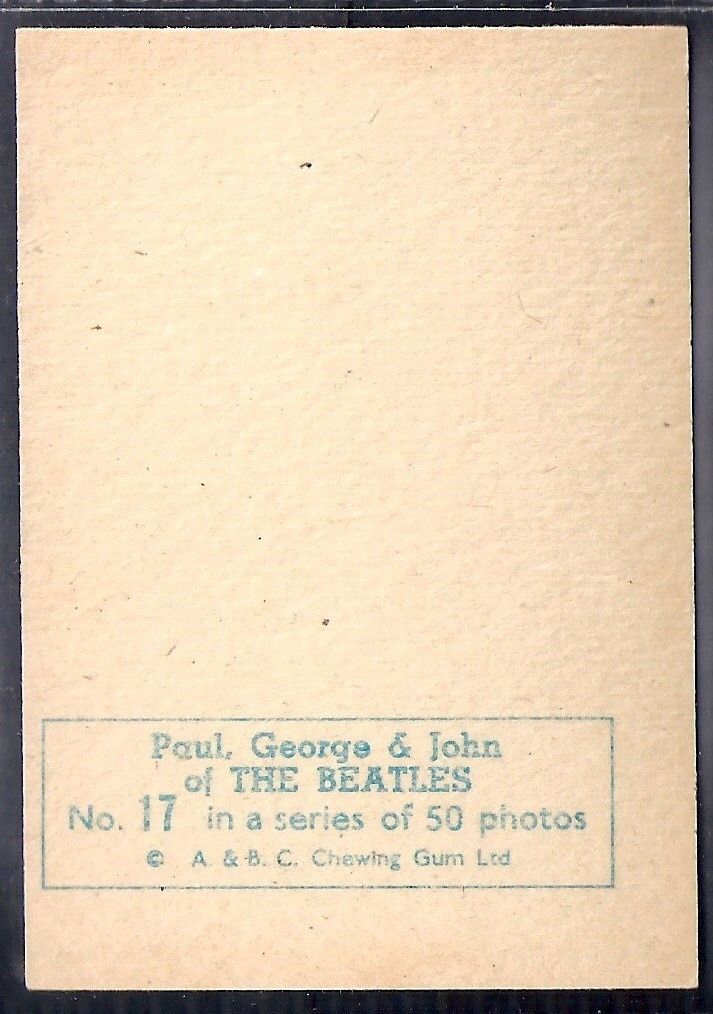 Paul, George & John
of THE BEATLES
No. 17 in a series of 50 photos
© A. & B. C. Chewing Gum Ltd